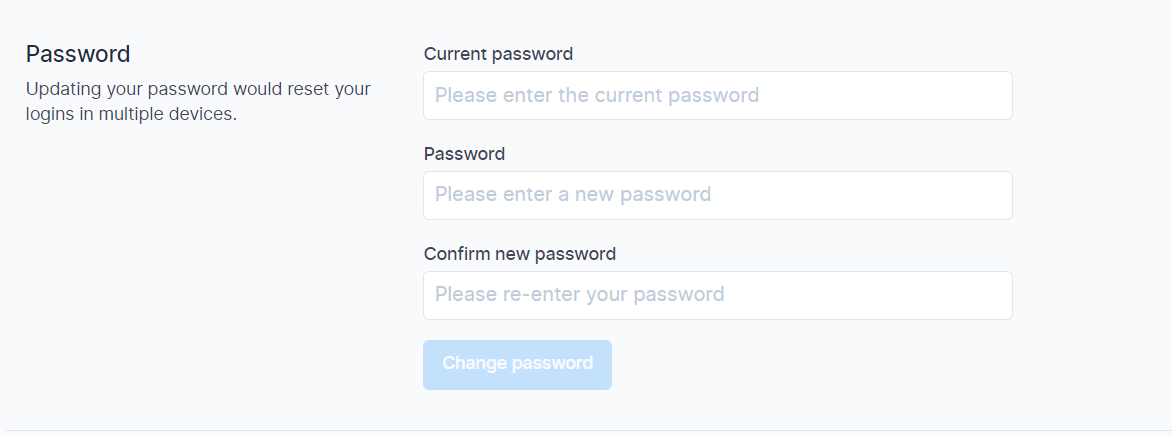 Password
Updating your password would reset your
logins in multiple devices.
Current password
Please enter the current password
Password
Please enter a new password
Confirm new password
Please re-enter your password
Change password